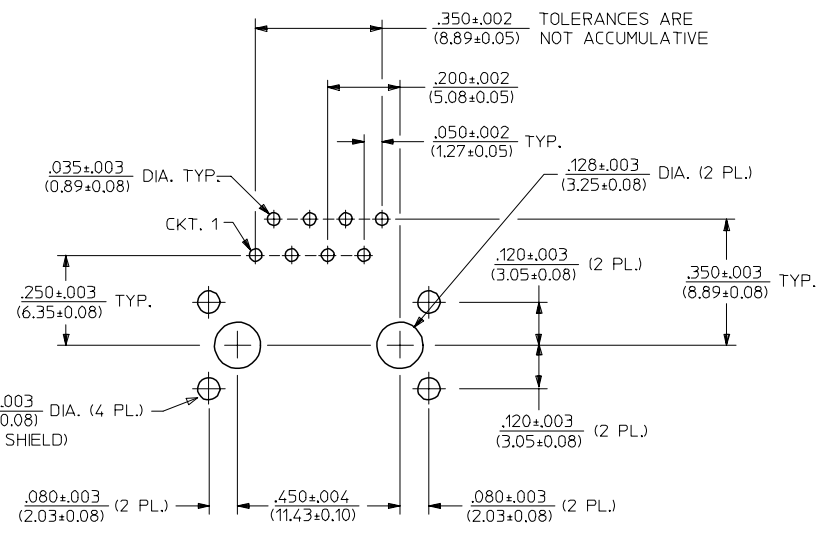 .350±.002 TOLERANCES ARE
(8.89±0.05) NOT ACCUMULATIVE
.200±.002
(5.08±0.05)
.050±.002 TYP.
(1.27±0.05)
.035±.003 DIA. TYP.
(0.89±0.08)
.128±.003 DIA. (2 PL.)
(3.25±0.08)
CKT. 1
.120±.003 (2 PL.)
(3.05±0.08)
.350±.003 TYP.
(8.89±0.08)
.250±.003 TYP.
(6.35±0.08)
.003 DIA. (4 PL.)
0.08)
SHIELD)
.120±.003 (2 PL.)
(3.05±0.08)
.080±.003 (2 PL.)
(2.03±0.08)
.450±.004
(11.43±0.10)
.080±.003 (2 PL.)
(2.03±0.08)